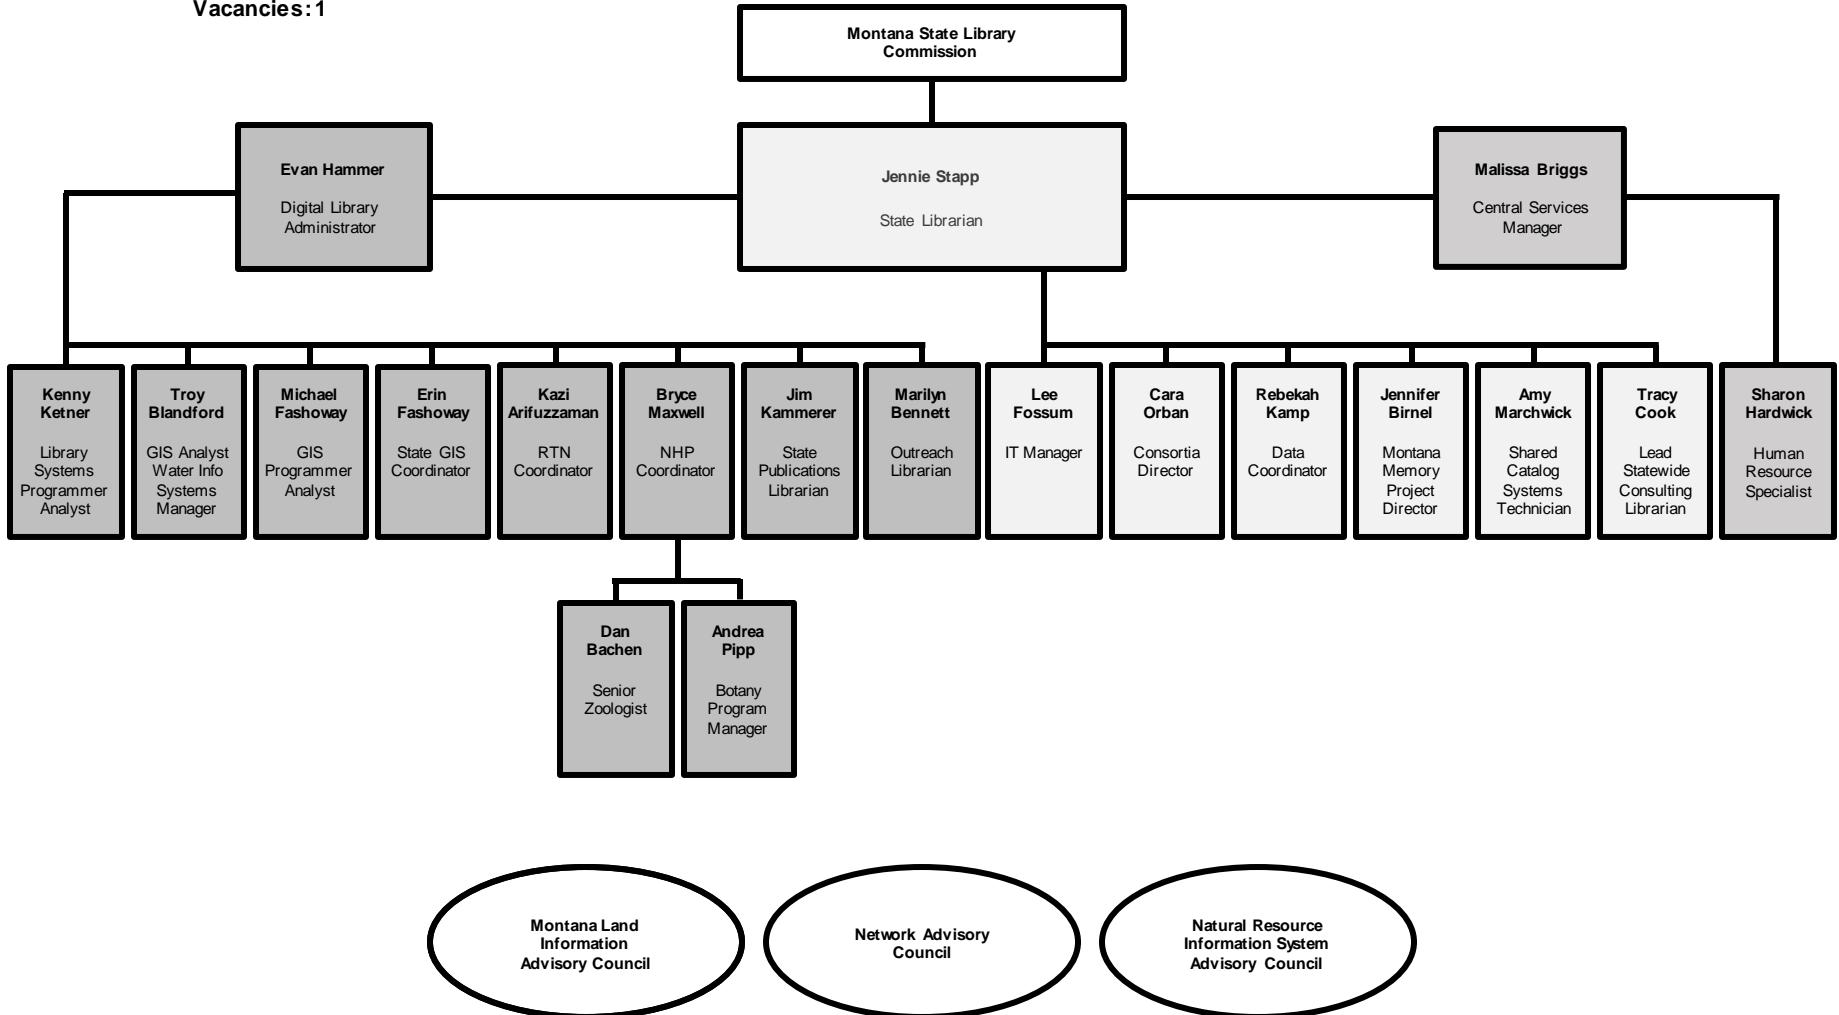 Vacancies: 1
Montana State Library
Commission
Evan Hammer
Digital Library
Administrator
Jennie Stapp
State Librarian
Malissa Briggs
Central Services
Manager
Kenny
Ketner
Library
Systems
Programmer
Analyst
Troy
Blandford
GIS Analyst
Water Info
Systems
Manager
Michael
Fashoway
GIS
Programmer
Analyst
Erin
Fashoway
State GIS
Coordinator
Kazi
Arifuzzaman
RTN
Coordinator
Bryce
Maxwell
NHP
Coordinator
Jim
Kammerer
State
Publications
Librarian
Marilyn
Bennett
Outreach
Librarian
Lee
Fossum
IT Manager
Cara
Orban
Consortia
Director
Rebekah
Kamp
Data
Coordinator
Jennifer
Birnel
Montana
Memory
Project
Director
Amy
Marchwick
Shared
Catalog
Systems
Technician
Tracy
Cook
Lead
Statewide
Consulting
Librarian
Sharon
Hardwick
Human
Resource
Specialist
Dan
Bachen
Senior
Zoologist
Andrea
Pipp
Botany
Program
Manager
Montana Land
Information
Advisory Council
Network Advisory
Council
Natural Resource
Information System
Advisory Council